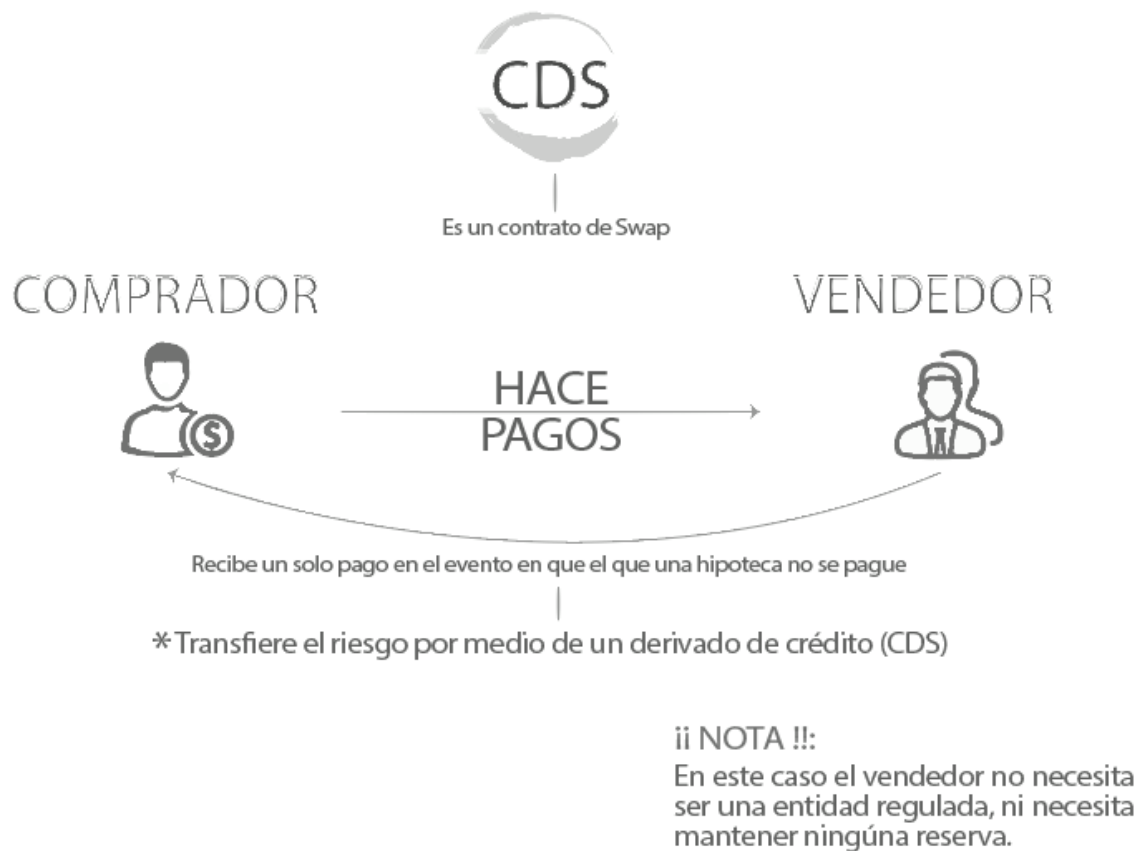 CDS
Es un contrato de Swap
COMPRADOR
VENDEDOR
HACE
PAGOS
$
Recibe un solo pago en el evento en que el que una hipoteca no se pague
* Transfiere el riesgo por medio de un derivado de crédito (CDS)
¡¡ NOTA !!:
En este caso el vendedor no necesita
ser una entidad regulada, ni necesita
mantener ningúna reserva.